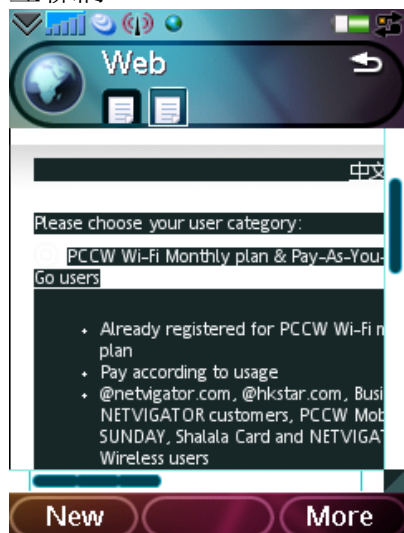 Web
中文
Please choose your user category:
PCCW Wi-Fi Monthly plan & Pay-As-You-
Go users
Already registered for PCCW Wi-Fi
plan
Pay according to usage
@netvigator.com, @hkstar.com, Busi
NETVIGATOR customers, PCCW Mob
SUNDAY, Shalala Card and NETVIGAT
Wireless users
New
More